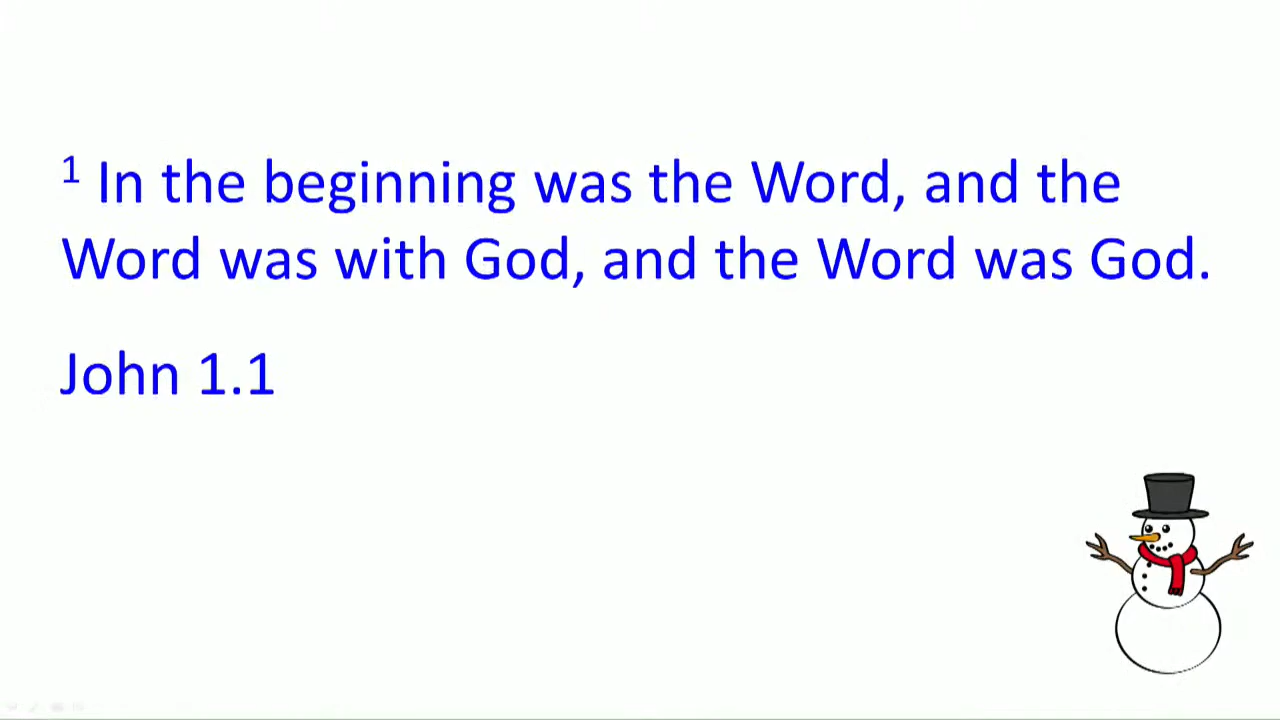 1 In the beginning was the Word, and the
Word was with God, and the Word was God.
John 1.1